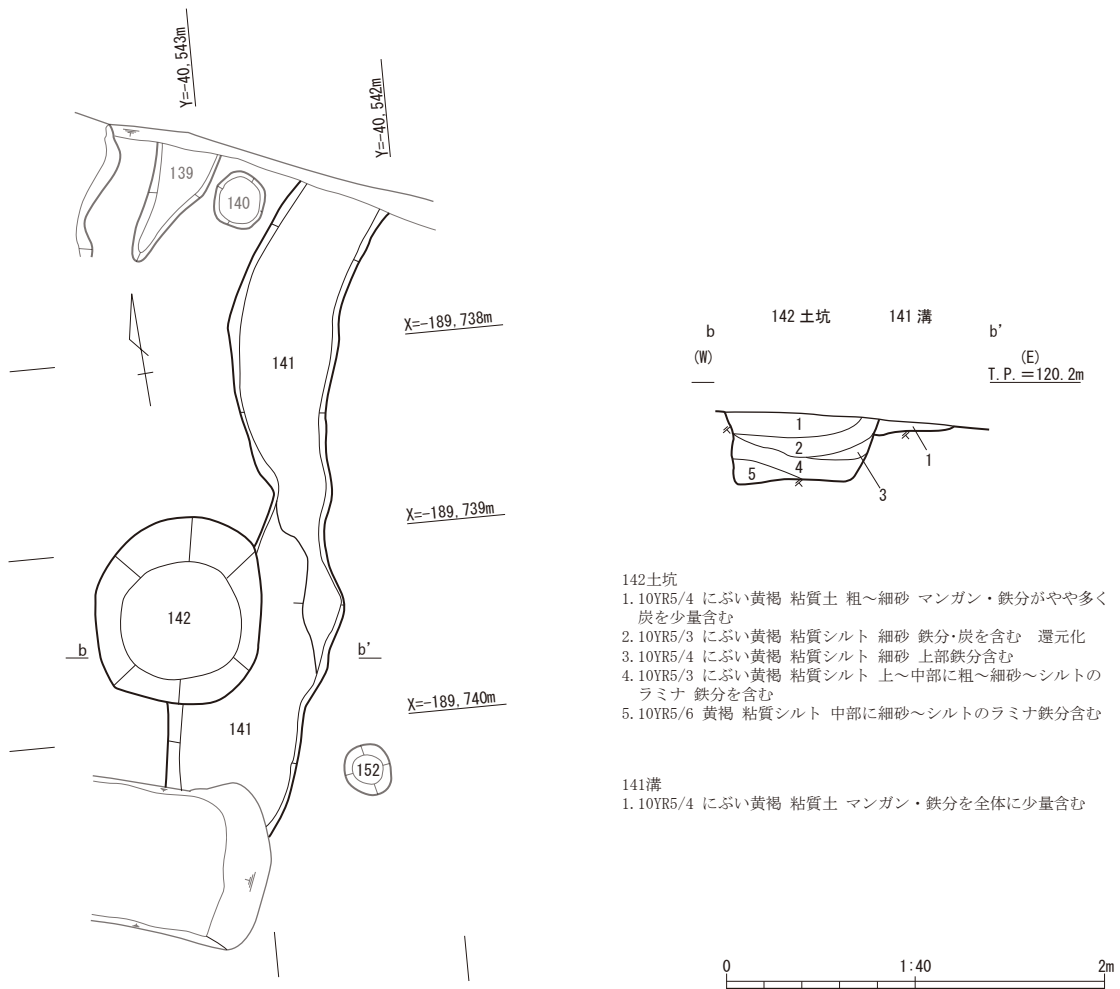 Y=-40,543m
Y=-40,542m
139
140
X=-189,738m
141
X=-189,739m
142
b
b'
X=-189,740m
141
152
142土坑
141溝
b
b'
(W)
(E)
T.P.=120.2m
1
2
4
5
1
3
142土坑
1.10YR5/4 にぶい黄褐 粘質土 粗～細砂 マンガン・鉄分がやや多く
炭を少量含む
2.10YR5/3 にぶい黄褐 粘質シルト 細砂 鉄分・炭を含む　還元化
3.10YR5/4 にぶい黄褐 粘質シルト 細砂 上部鉄分含む
4.10YR5/3 にぶい黄褐 粘質シルト 上～中部に粗～細砂～シルトの
ラミナ 鉄分を含む
5.10YR5/6 黄褐 粘質シルト 中部に細砂～シルトのラミナ鉄分含む
141溝
1.10YR5/4 にぶい黄褐 粘質土 マンガン・鉄分を全体に少量含む
0 1:40 2m